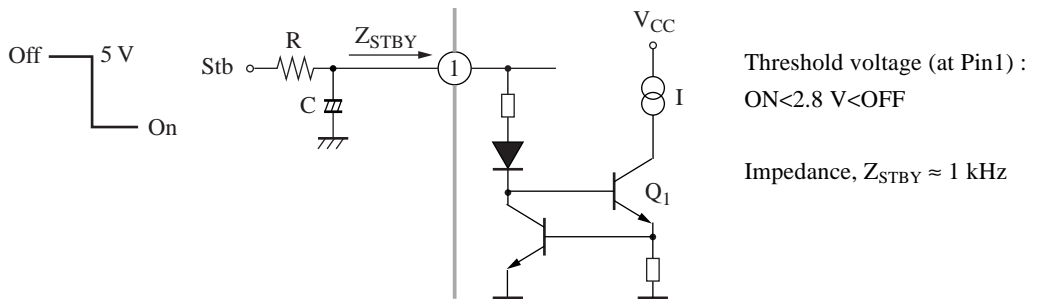 Off
5 V
On
Stb
R
C
Z_STBY
1
V_CC
I
Q_1
Threshold voltage (at Pin1) :
ON<2.8 V<OFF
Impedance, Z_STBY ≈ 1 kHz